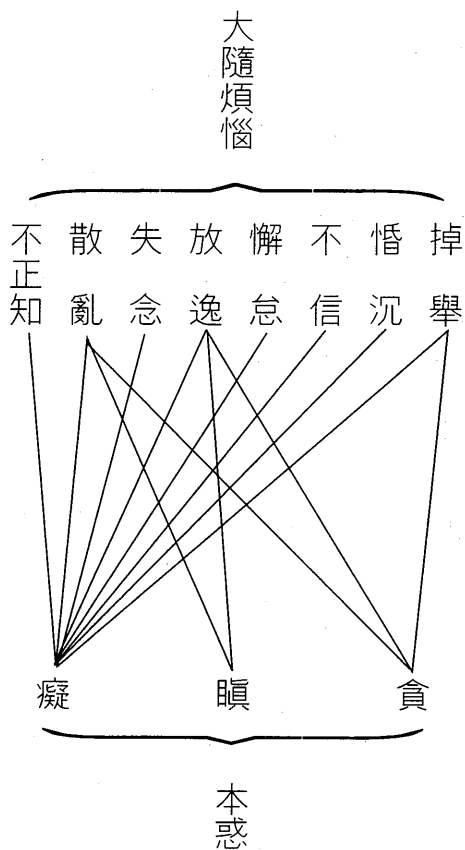 大隨煩惱
掉舉
惛沉
不信
懈怠
放逸
失念
散亂
不正知
貪
瞋
癡
本惑